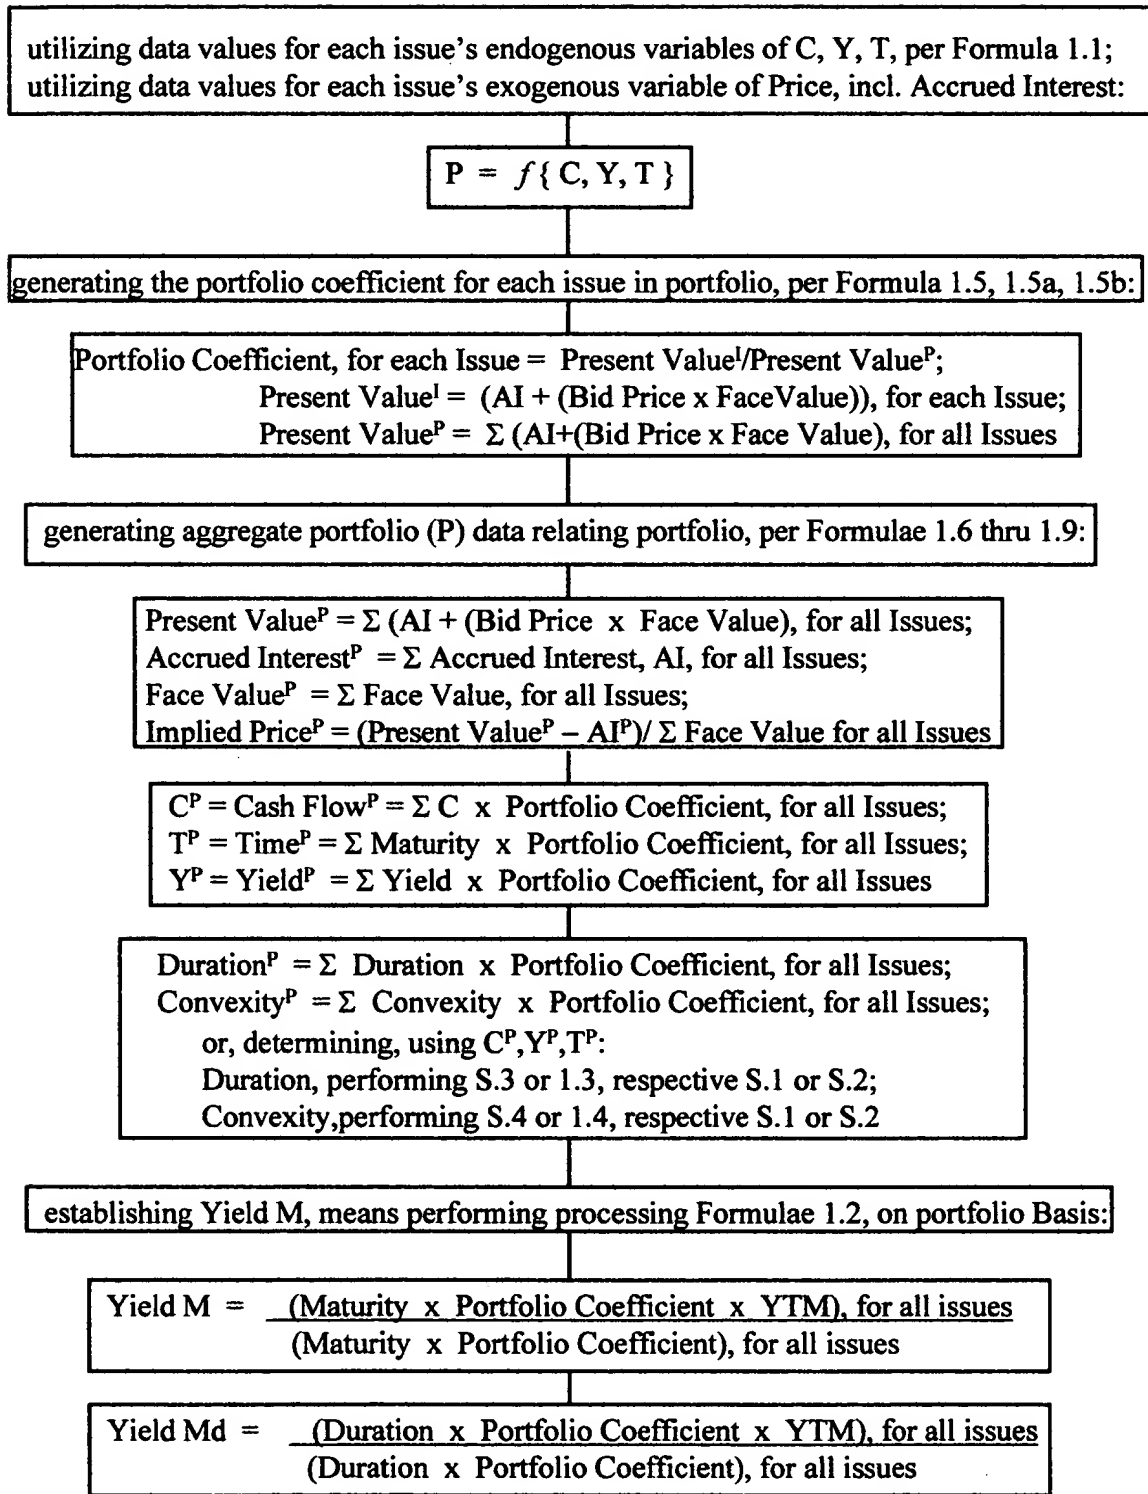 utilizing data values for each issue's endogenous variables of C, Y, T, per Formula 1.1;
utilizing data values for each issue's exogenous variable of Price, incl. Accrued Interest:
P = f{ C, Y, T }
generating the portfolio coefficient for each issue in portfolio, per Formula 1.5, 1.5a, 1.5b:
Portfolio Coefficient, for each Issue = Present Valueᴵ/Present Valueᴾ;
Present Valueᴵ = (AI + (Bid Price x FaceValue)), for each Issue;
Present Valueᴾ = Σ (AI+(Bid Price x Face Value), for all Issues
generating aggregate portfolio (P) data relating portfolio, per Formulae 1.6 thru 1.9:
Present Valueᴾ = Σ (AI + (Bid Price x Face Value), for all Issues;
Accrued Interestᴾ = Σ Accrued Interest, AI, for all Issues;
Face Valueᴾ = Σ Face Value, for all Issues;
Implied Priceᴾ = (Present Valueᴾ – AIᴾ)/ Σ Face Value for all Issues
Cᴾ = Cash Flowᴾ = Σ C x Portfolio Coefficient, for all Issues;
Tᴾ = Timeᴾ = Σ Maturity x Portfolio Coefficient, for all Issues;
Yᴾ = Yieldᴾ = Σ Yield x Portfolio Coefficient, for all Issues
Durationᴾ = Σ Duration x Portfolio Coefficient, for all Issues;
Convexityᴾ = Σ Convexity x Portfolio Coefficient, for all Issues;
or, determining, using Cᴾ,Yᴾ,Tᴾ:
Duration, performing S.3 or 1.3, respective S.1 or S.2;
Convexity,performing S.4 or 1.4, respective S.1 or S.2
establishing Yield M, means performing processing Formulae 1.2, on portfolio Basis:
Yield M = (Maturity x Portfolio Coefficient x YTM), for all issues
(Maturity x Portfolio Coefficient), for all issues
Yield Md = (Duration x Portfolio Coefficient x YTM), for all issues
(Duration x Portfolio Coefficient), for all issues